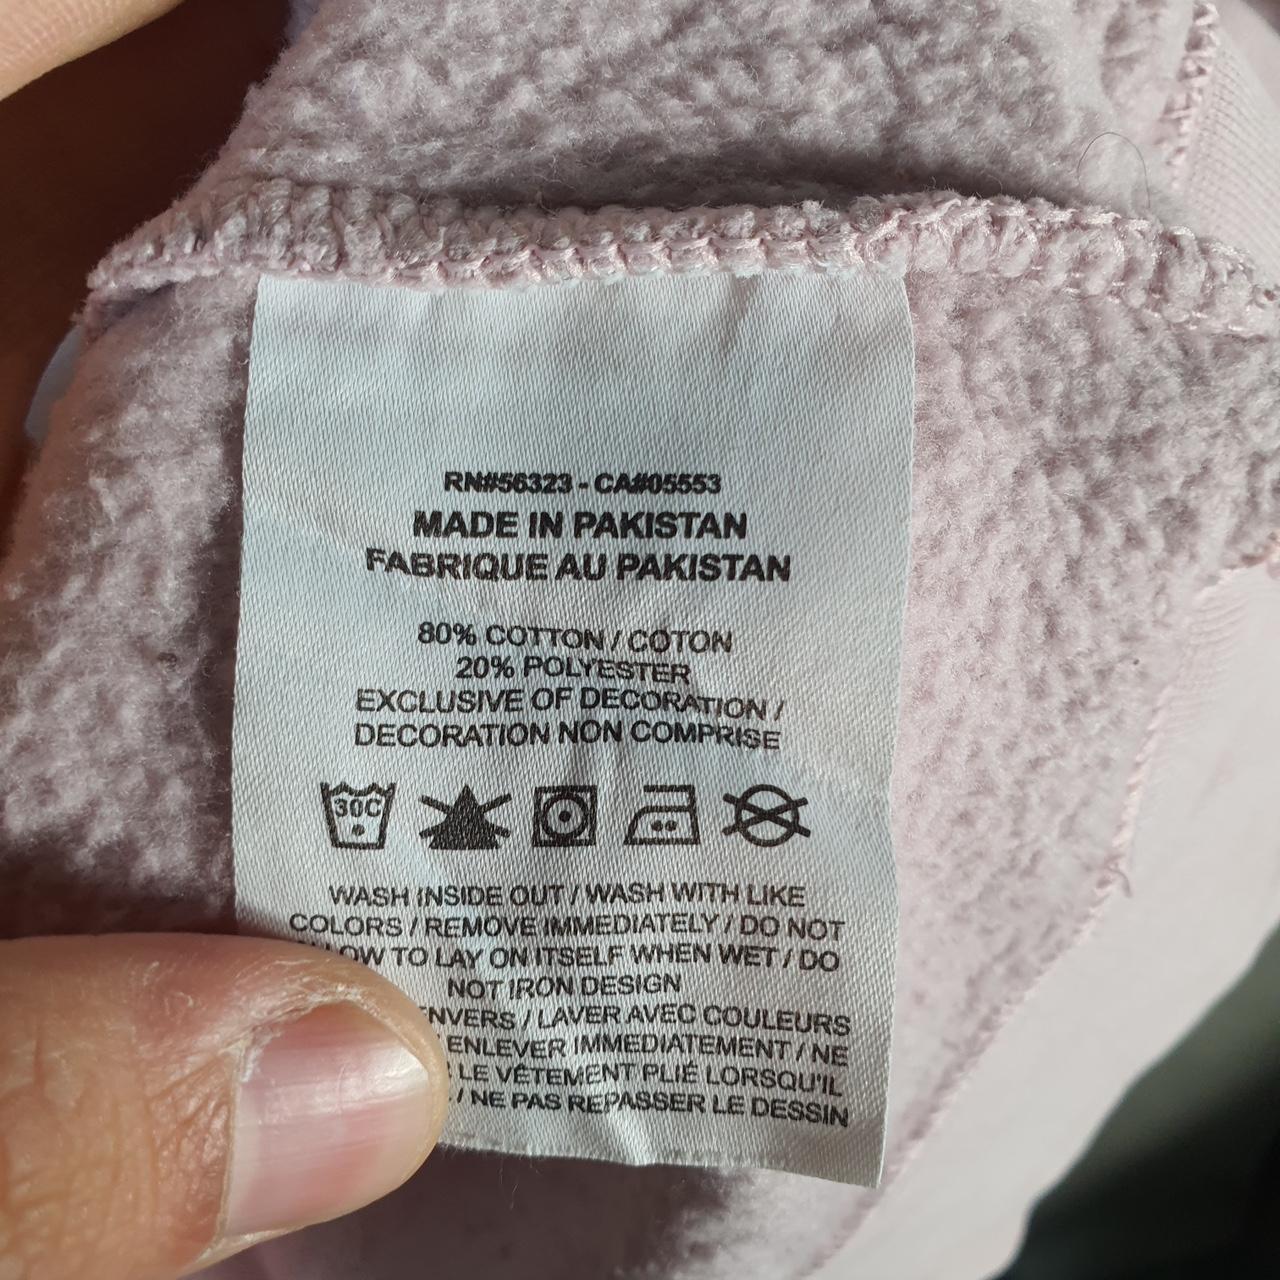 RN#56323 - CA#05553
MADE IN PAKISTAN
FABRIQUE AU PAKISTAN
80% COTTON / COTON
20% POLYESTER
EXCLUSIVE OF DECORATION /
DECORATION NON COMPRISE
30C
WASH INSIDE OUT / WASH WITH LIKE
COLORS / REMOVE IMMEDIATELY / DO NOT
TO LAY ON ITSELF WHEN WET / DO
NOT IRON DESIGN
/ LAVER AVEC COULEURS
ENLEVER IMMEDIATEMENT / NE
LE VÊTEMENT PLIÉ LORSQU'IL
/ NE PAS REPASSER LE DESSIN